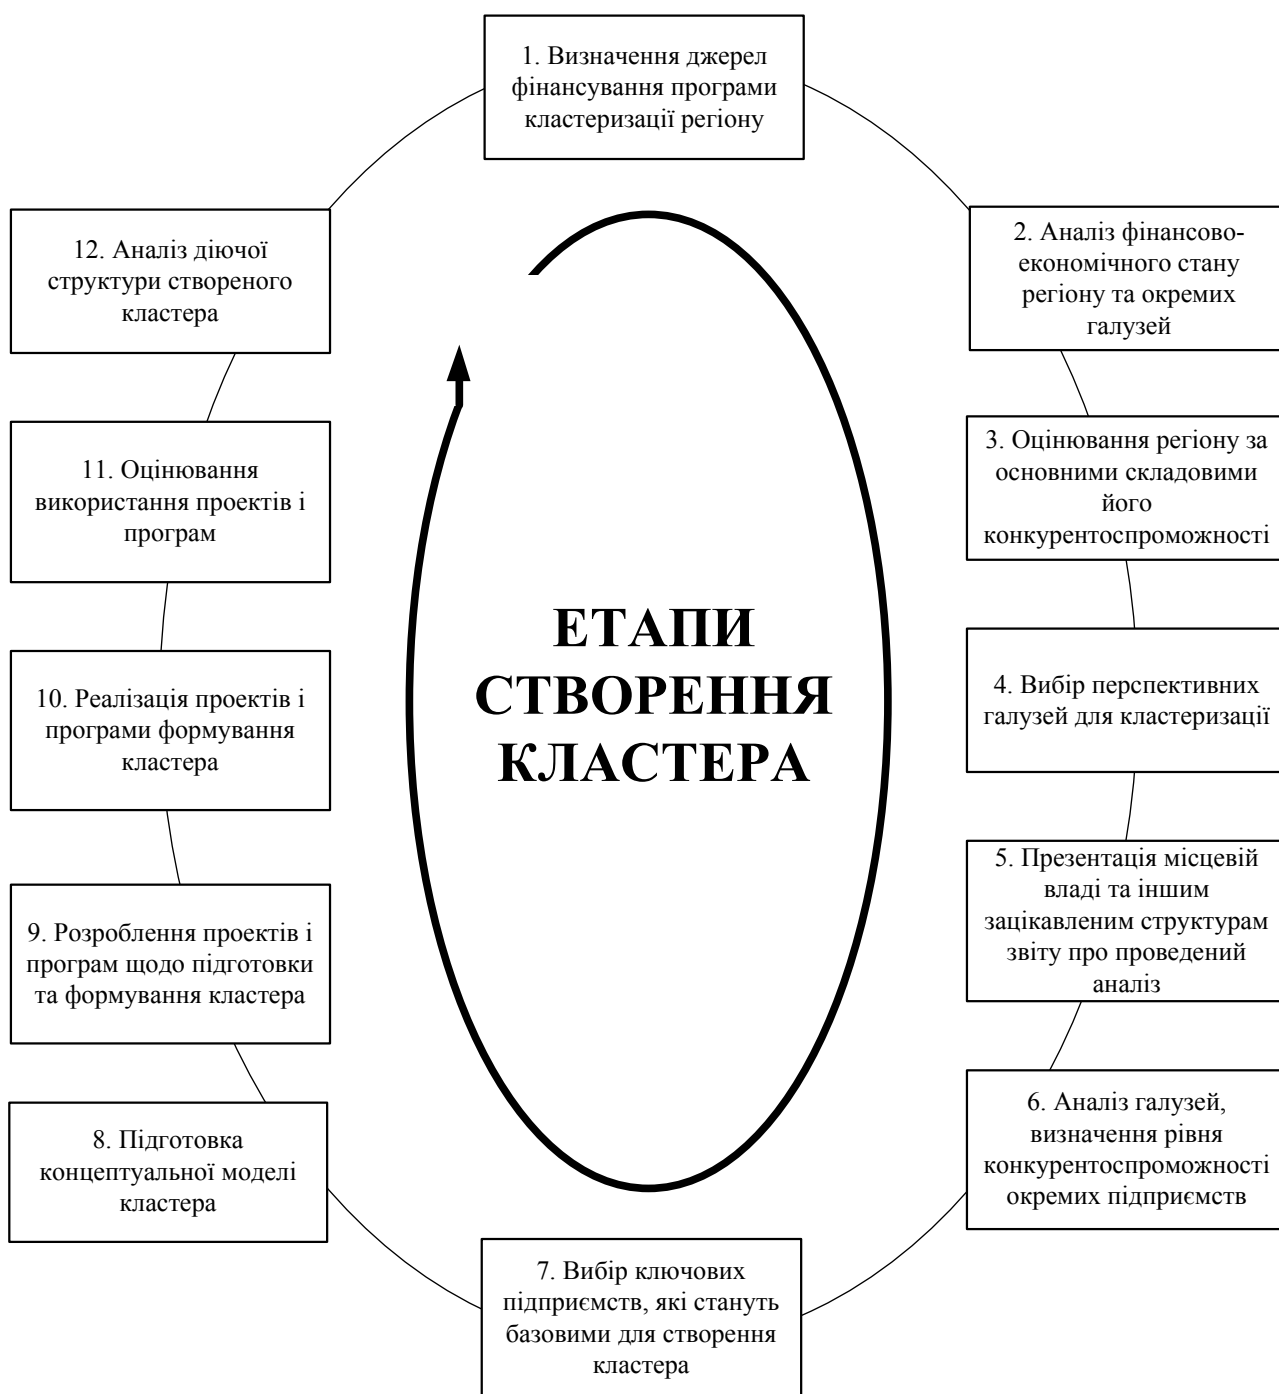 1. Визначення джерел
фінансування програми
кластеризації регіону
2. Аналіз фінансово-
економічного стану
регіону та окремих
галузей
3. Оцінювання регіону за
основними складовими
його
конкурентоспроможності
4. Вибір перспективних
галузей для кластеризації
5. Презентація місцевій
владі та іншим
зацікавленим структурам
звіту про проведений
аналіз
6. Аналіз галузей,
визначення рівня
конкурентоспроможності
окремих підприємств
7. Вибір ключових
підприємств, які стануть
базовими для створення
кластера
8. Підготовка
концептуальної моделі
кластера
9. Розроблення проектів і
програм щодо підготовки
та формування кластера
10. Реалізація проектів і
програми формування
кластера
11. Оцінювання
використання проектів і
програм
12. Аналіз діючої
структури створеного
кластера
ЕТАПИ
СТВОРЕННЯ
КЛАСТЕРА